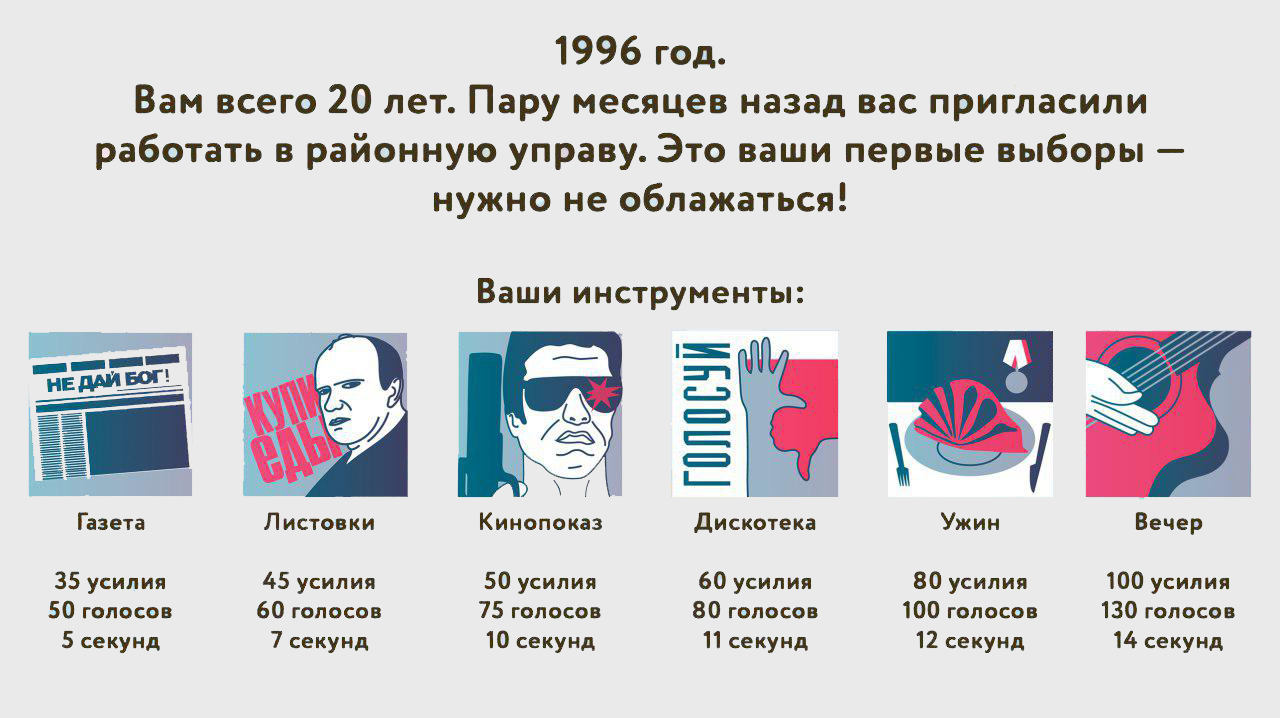 1996 год.
Вам всего 20 лет. Пару месяцев назад вас пригласили
работать в районную управу. Это ваши первые выборы —
нужно не облажаться!
Ваши инструменты:
НЕ ДАЙ БОГ!
КУПИ
ЕДЫ
ГОЛОСУЙ
Газета
35 усилия
50 голосов
5 секунд
Листовки
45 усилия
60 голосов
7 секунд
Кинопоказ
50 усилия
75 голосов
10 секунд
Дискотека
60 усилия
80 голосов
11 секунд
Ужин
80 усилия
100 голосов
12 секунд
Вечер
100 усилия
130 голосов
14 секунд